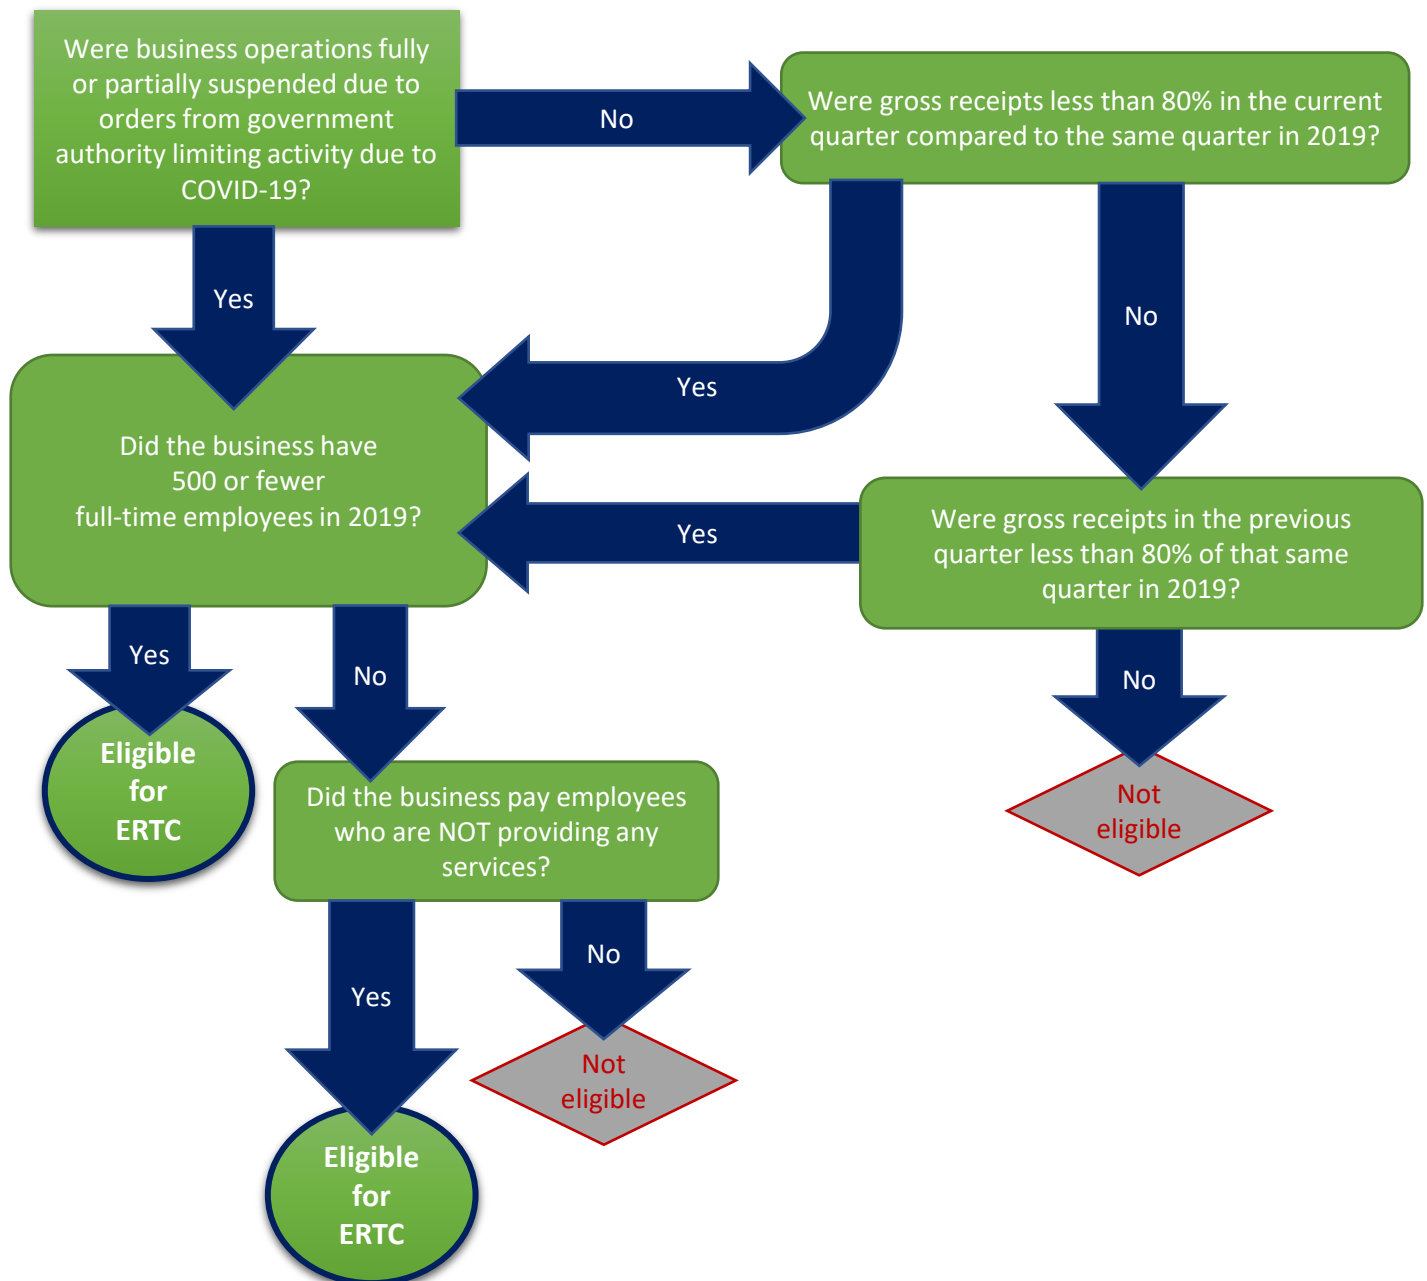 Were business operations fully
or partially suspended due to
orders from government
authority limiting activity due to
COVID-19?
No
Were gross receipts less than 80% in the current
quarter compared to the same quarter in 2019?
Yes
No
Yes
Did the business have
500 or fewer
full-time employees in 2019?
Yes
Were gross receipts in the previous
quarter less than 80% of that same
quarter in 2019?
Yes
No
No
Eligible
for
ERTC
Did the business pay employees
who are NOT providing any
services?
Not
eligible
Yes
No
Not
eligible
Eligible
for
ERTC